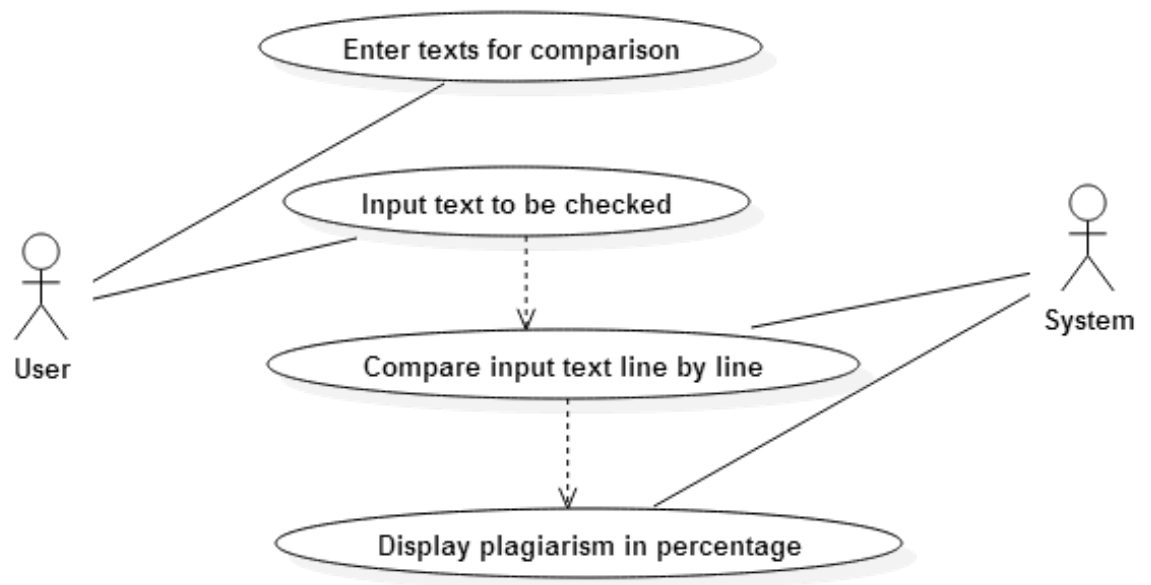 Enter texts for comparison
Input text to be checked
User
System
Compare input text line by line
Display plagiarism in percentage